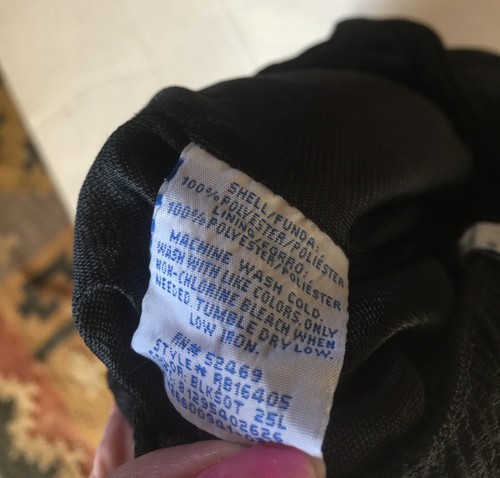 SHELL/FUNDA:
100% POLYESTER/POLIÉSTER
LINING/FORRO:
100% POLYESTER/POLIÉSTER
MACHINE WASH COLD.
WASH WITH LIKE COLORS. ONLY
NON-CHLORINE BLEACH WHEN
NEEDED. TUMBLE DRY LOW.
LOW IRON.
RN# 52469
STYLE# RB16405
BLKSOT 25L